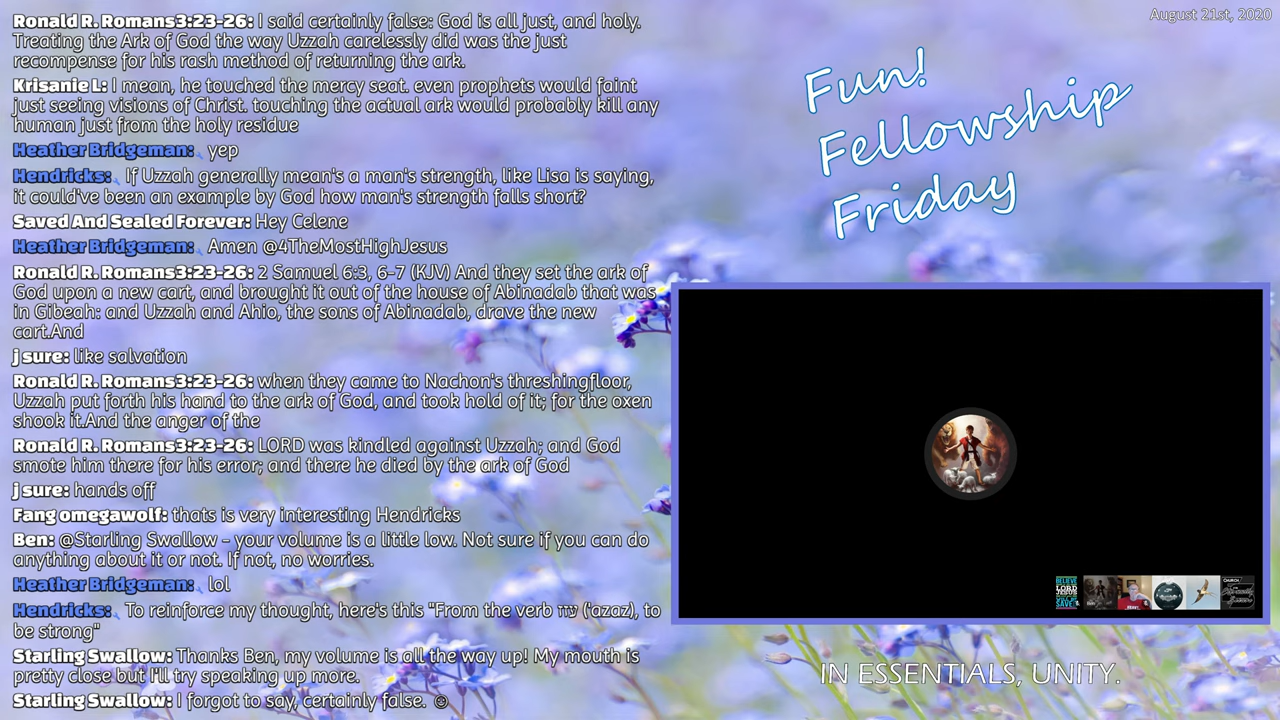 Ronald R. Romans3:23-26: I said certainly false: God is all just, and holy.
Treating the Ark of God the way Uzzah carelessly did was the just
recompense for his rash method of returning the ark.
Krisanie L: I mean, he touched the mercy seat. even prophets would faint
just seeing visions of Christ. touching the actual ark would probably kill any
human just from the holy residue
Heather Bridgeman: yep
Hendricks: If Uzzah generally mean's a man's strength, like Lisa is saying,
it could've been an example by God how man's strength falls short?
Saved And Sealed Forever: Hey Celene
Heather Bridgeman: Amen @4TheMostHighJesus
Ronald R. Romans3:23-26: 2 Samuel 6:3, 6-7 (KJV) And they set the ark of
God upon a new cart, and brought it out of the house of Abinadab that was
in Gibeah: and Uzzah and Ahio, the sons of Abinadab, drave the new
cart.And
j sure: like salvation
Ronald R. Romans3:23-26: when they came to Nachon's threshingfloor,
Uzzah put forth his hand to the ark of God, and took hold of it; for the oxen
shook it.And the anger of the
Ronald R. Romans3:23-26: LORD was kindled against Uzzah; and God
smote him there for his error; and there he died by the ark of God
j sure: hands off
Fang omegawolf: thats is very interesting Hendricks
Ben: @Starling Swallow - your volume is a little low. Not sure if you can do
anything about it or not. If not, no worries.
Heather Bridgeman: lol
Hendricks: To reinforce my thought, here's this "From the verb עזז ('azaz), to
be strong"
Starling Swallow: Thanks Ben, my volume is all the way up! My mouth is
pretty close but I'll try speaking up more.
Starling Swallow: I forgot to say, certainly false. ☺
August 21st, 2020
Fun!
Fellowship
Friday
BELIEVE
LORD
JESUS
SAVE.
CHURCH
IN ESSENTIALS, UNITY.